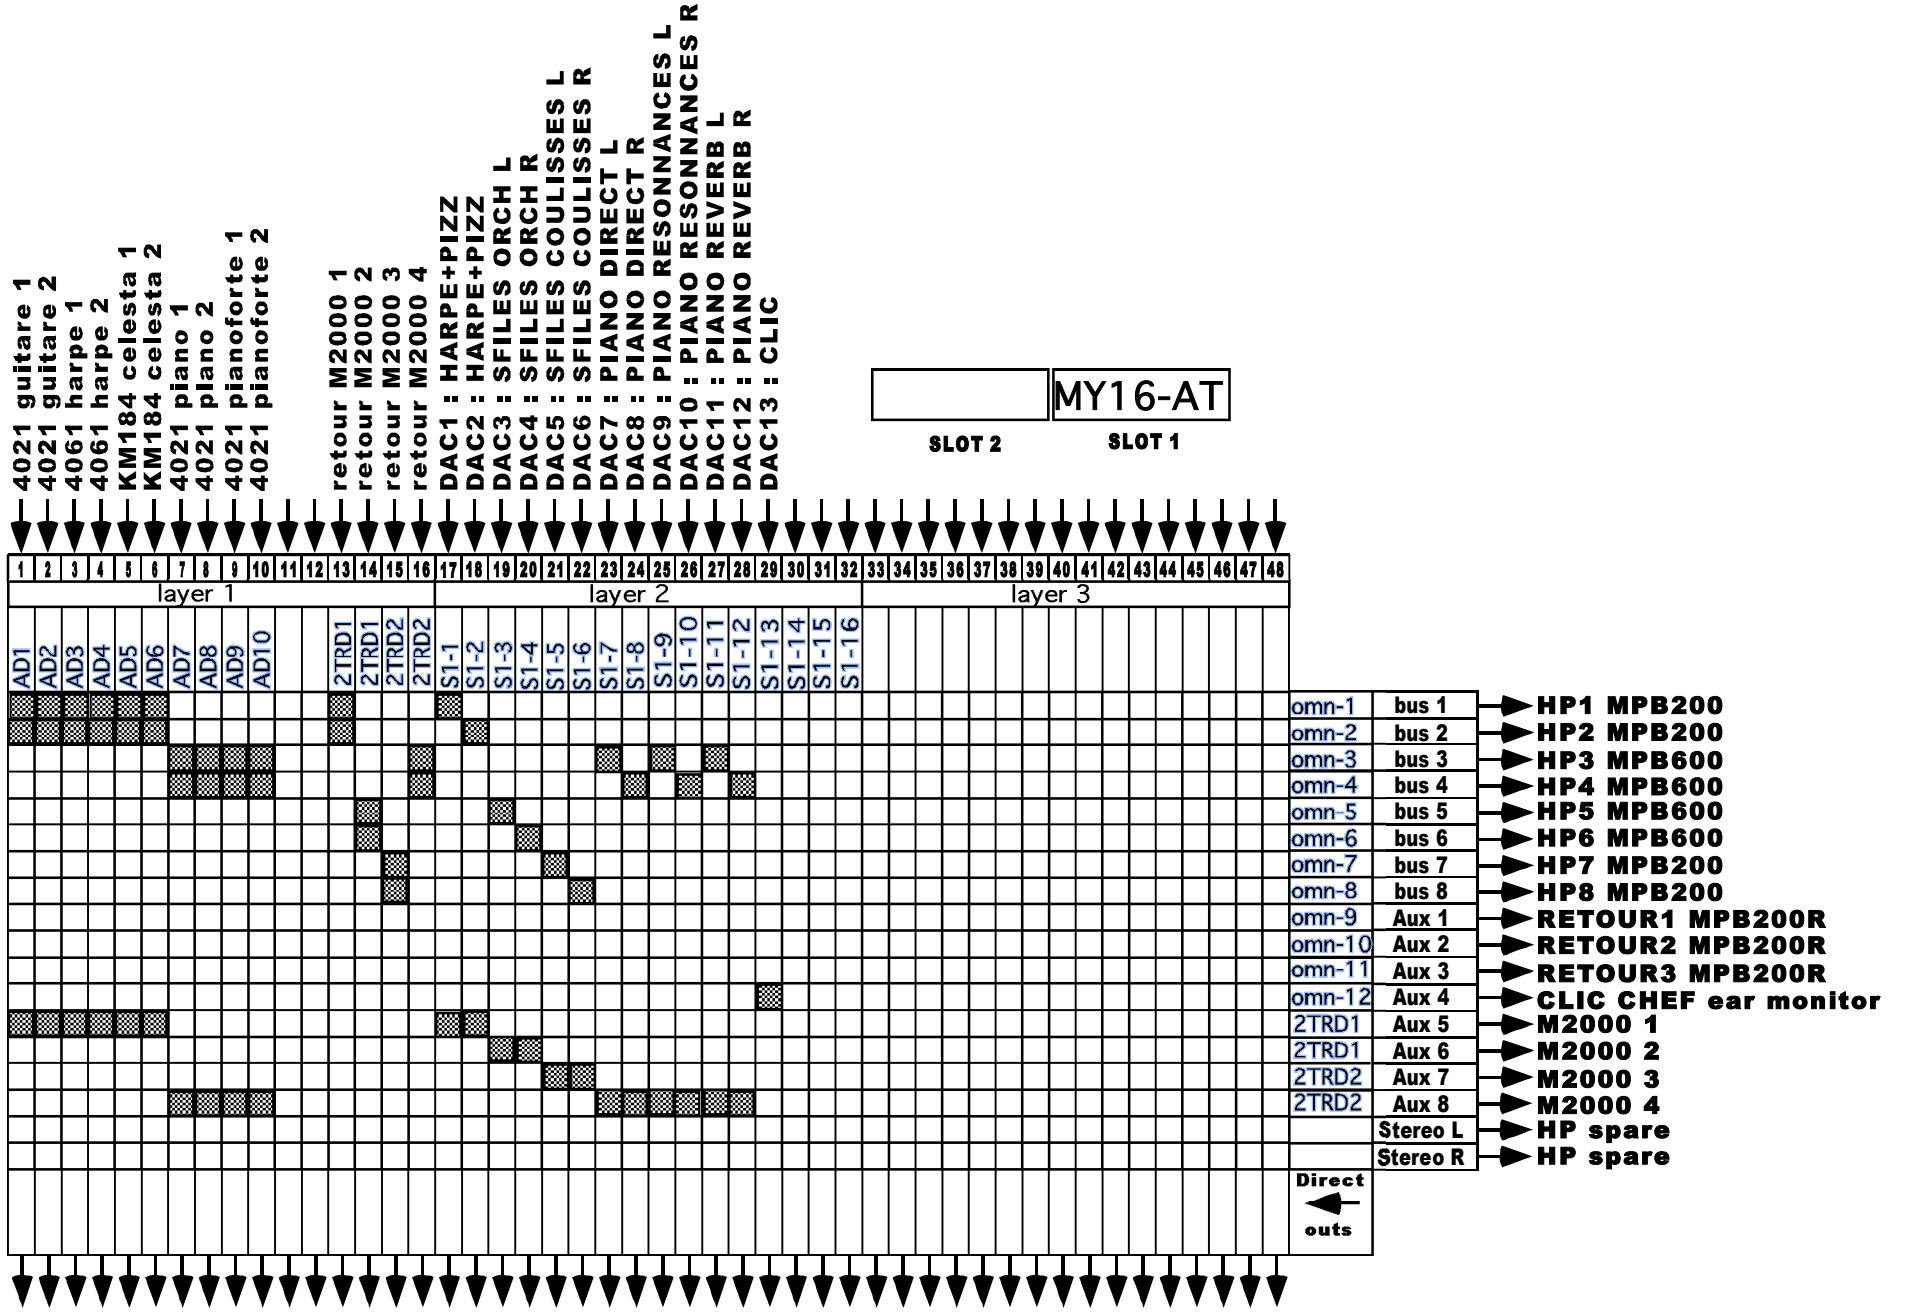 4021 guitare 1
4021 guitare 2
4061 harpe 1
4061 harpe 2
KM184 celesta 1
KM184 celesta 2
4021 piano 1
4021 piano 2
4021 pianoforte 1
4021 pianoforte 2
retour M2000 1
retour M2000 2
retour M2000 3
retour M2000 4
DAC1 : HARPE+PIZZ
DAC2 : HARPE+PIZZ
DAC3 : SFILES ORCH L
DAC4 : SFILES ORCH R
DAC5 : SFILES COULISSES L
DAC6 : SFILES COULISSES R
DAC7 : PIANO DIRECT L
DAC8 : PIANO DIRECT R
DAC9 : PIANO RESONNANCES L
DAC10 : PIANO RESONNANCES R
DAC11 : PIANO REVERB L
DAC12 : PIANO REVERB R
DAC13 : CLIC
MY16-AT
SLOT 2 SLOT 1
1 2 3 4 5 6 7 8 9 10 11 12 13 14 15 16 17 18 19 20 21 22 23 24 25 26 27 28 29 30 31 32 33 34 35 36 37 38 39 40 41 42 43 44 45 46 47 48
layer 1 layer 2 layer 3
AD1 AD2 AD3 AD4 AD5 AD6 AD7 AD8 AD9 AD10 2TRD1 2TRD1 2TRD2 2TRD2 S1-1 S1-2 S1-3 S1-4 S1-5 S1-6 S1-7 S1-8 S1-9 S1-10 S1-11 S1-12 S1-13 S1-14 S1-15 S1-16
omn-1 bus 1 HP1 MPB200
omn-2 bus 2 HP2 MPB200
omn-3 bus 3 HP3 MPB600
omn-4 bus 4 HP4 MPB600
omn-5 bus 5 HP5 MPB600
omn-6 bus 6 HP6 MPB600
omn-7 bus 7 HP7 MPB200
omn-8 bus 8 HP8 MPB200
omn-9 Aux 1 RETOUR1 MPB200R
omn-10 Aux 2 RETOUR2 MPB200R
omn-11 Aux 3 RETOUR3 MPB200R
omn-12 Aux 4 CLIC CHEF ear monitor
2TRD1 Aux 5 M2000 1
2TRD1 Aux 6 M2000 2
2TRD2 Aux 7 M2000 3
2TRD2 Aux 8 M2000 4
Stereo L HP spare
Stereo R HP spare
Direct
outs